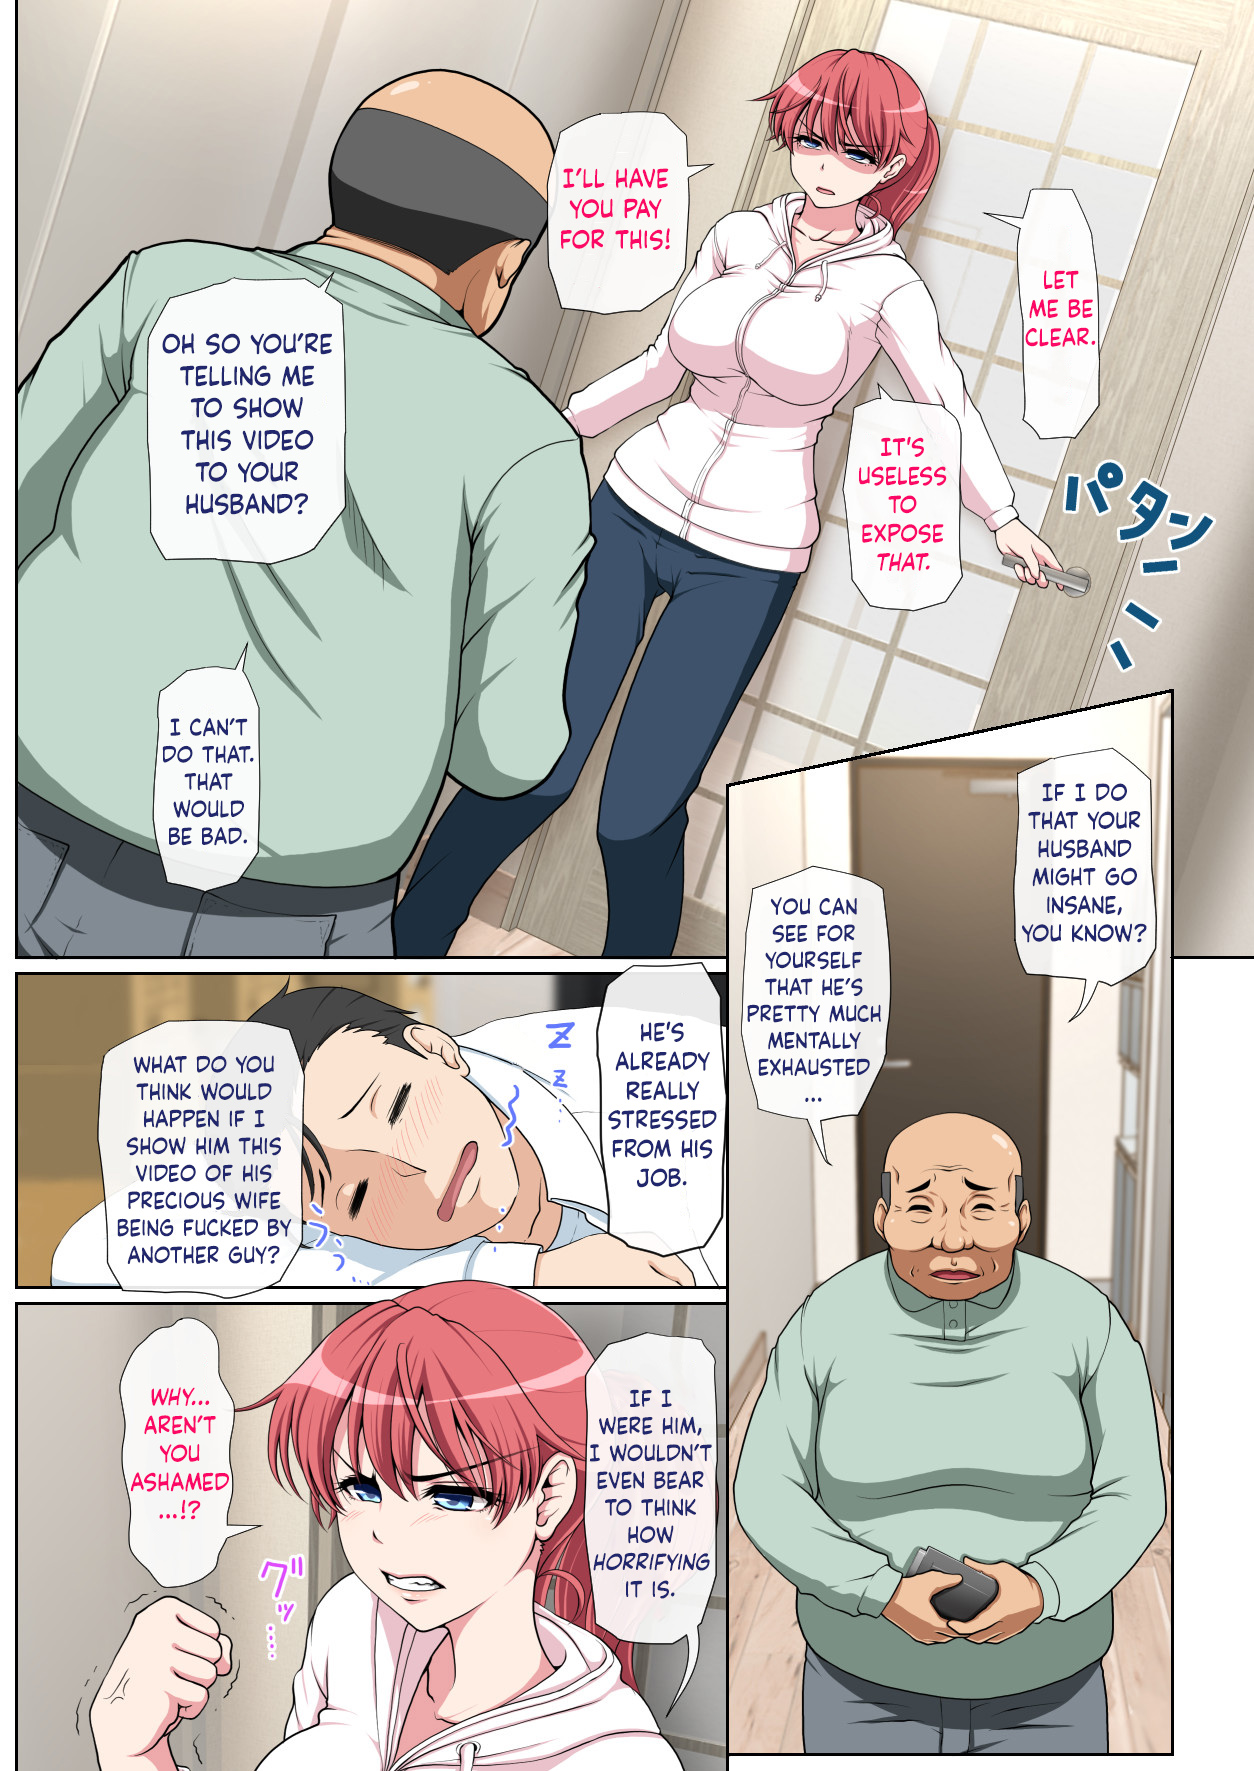 LET
ME BE
CLEAR.
I'LL HAVE
YOU PAY
FOR THIS!
IT'S
USELESS
TO
EXPOSE
THAT.
パタン
OH SO YOU'RE
TELLING ME
TO SHOW
THIS VIDEO
TO YOUR
HUSBAND?
I CAN'T
DO THAT.
THAT
WOULD
BE BAD.
IF I DO
THAT YOUR
HUSBAND
MIGHT GO
INSANE,
YOU KNOW?
YOU CAN
SEE FOR
YOURSELF
THAT HE'S
PRETTY MUCH
MENTALLY
EXHAUSTED
...
HE'S
ALREADY
REALLY
STRESSED
FROM HIS
JOB.
Z
Z
WHAT DO YOU
THINK WOULD
HAPPEN IF I
SHOW HIM THIS
VIDEO OF HIS
PRECIOUS WIFE
BEING FUCKED BY
ANOTHER GUY?
IF I
WERE HIM,
I WOULDN'T
EVEN BEAR
TO THINK
HOW
HORRIFYING
IT IS.
WHY...
AREN'T
YOU
ASHAMED
...!?
グッ…